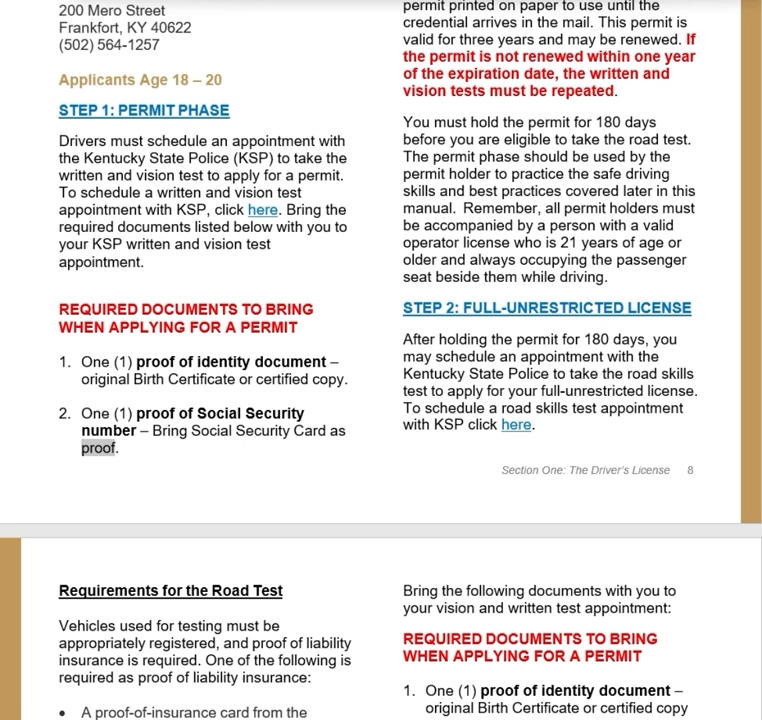 200 Mero Street
Frankfort, KY 40622
(502) 564-1257
Applicants Age 18 – 20
STEP 1: PERMIT PHASE
Drivers must schedule an appointment with
the Kentucky State Police (KSP) to take the
written and vision test to apply for a permit.
To schedule a written and vision test
appointment with KSP, click here. Bring the
required documents listed below with you to
your KSP written and vision test
appointment.
REQUIRED DOCUMENTS TO BRING
WHEN APPLYING FOR A PERMIT
1. One (1) proof of identity document –
original Birth Certificate or certified copy.
2. One (1) proof of Social Security
number – Bring Social Security Card as
proof.
permit printed on paper to use until the
credential arrives in the mail. This permit is
valid for three years and may be renewed. If
the permit is not renewed within one year
of the expiration date, the written and
vision tests must be repeated.
You must hold the permit for 180 days
before you are eligible to take the road test.
The permit phase should be used by the
permit holder to practice the safe driving
skills and best practices covered later in this
manual. Remember, all permit holders must
be accompanied by a person with a valid
operator license who is 21 years of age or
older and always occupying the passenger
seat beside them while driving.
STEP 2: FULL-UNRESTRICTED LICENSE
After holding the permit for 180 days, you
may schedule an appointment with the
Kentucky State Police to take the road skills
test to apply for your full-unrestricted license.
To schedule a road skills test appointment
with KSP click here.
Section One: The Driver's License 8
Requirements for the Road Test
Vehicles used for testing must be
appropriately registered, and proof of liability
insurance is required. One of the following is
required as proof of liability insurance:
• A proof-of-insurance card from the
Bring the following documents with you to
your vision and written test appointment:
REQUIRED DOCUMENTS TO BRING
WHEN APPLYING FOR A PERMIT
1. One (1) proof of identity document –
original Birth Certificate or certified copy